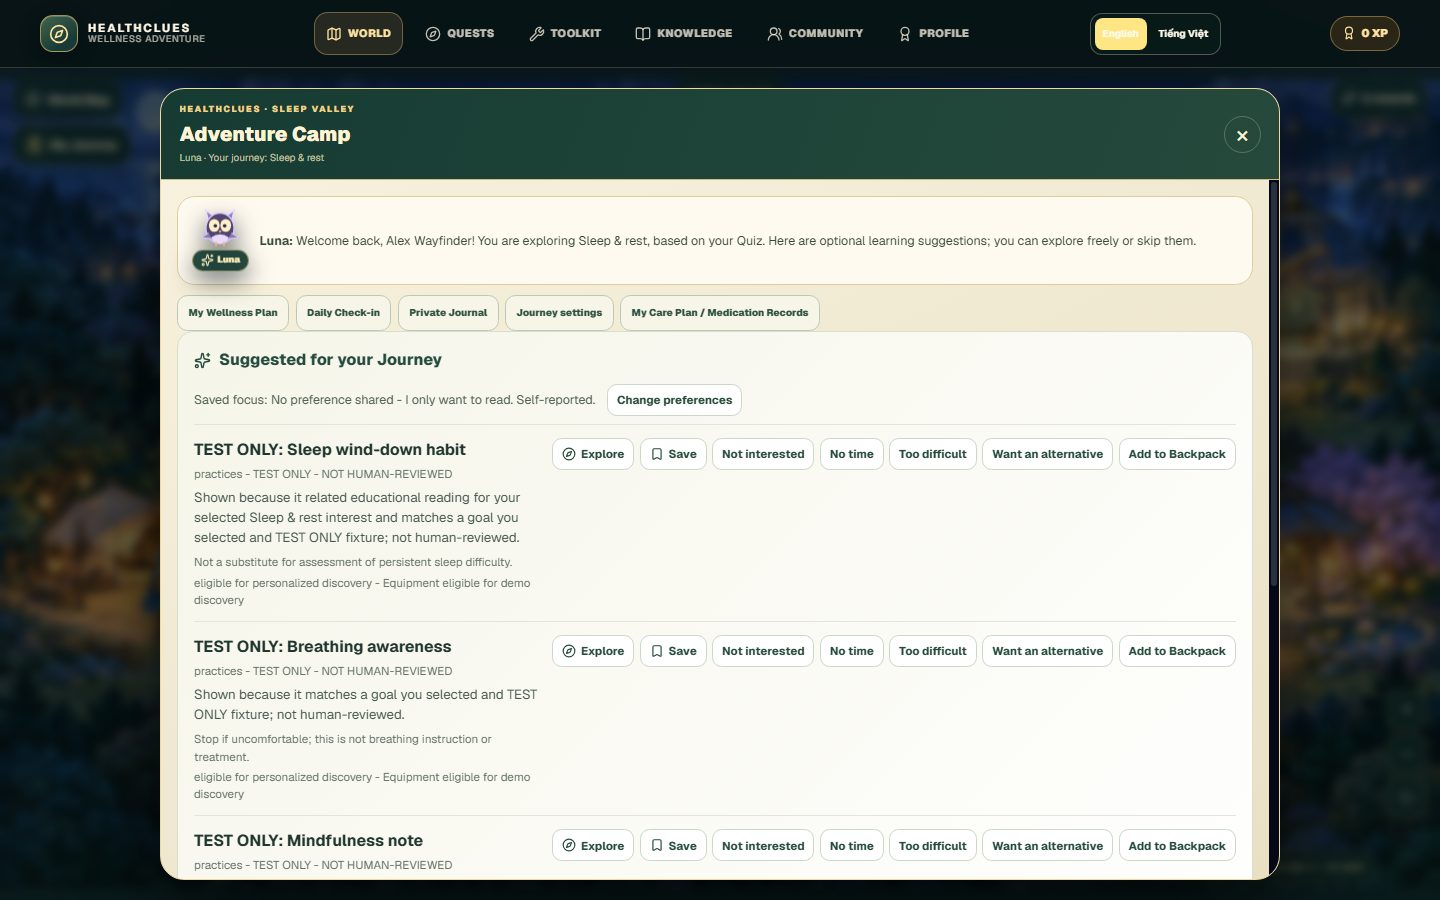 HEALTHCLUES
WELLNESS ADVENTURE
WORLD
QUESTS
TOOLKIT
KNOWLEDGE
COMMUNITY
PROFILE
English
Tiếng Việt
0 XP
HEALTHCLUES · SLEEP VALLEY
Adventure Camp
Luna · Your journey: Sleep & rest
Luna
Luna: Welcome back, Alex Wayfinder! You are exploring Sleep & rest, based on your Quiz. Here are optional learning suggestions; you can explore freely or skip them.
My Wellness Plan
Daily Check-in
Private Journal
Journey settings
My Care Plan / Medication Records
Suggested for your Journey
Saved focus: No preference shared - I only want to read. Self-reported.
Change preferences
TEST ONLY: Sleep wind-down habit
Explore
Save
Not interested
No time
Too difficult
Want an alternative
Add to Backpack
practices - TEST ONLY - NOT HUMAN-REVIEWED
Shown because it related educational reading for your
selected Sleep & rest interest and matches a goal you
selected and TEST ONLY fixture; not human-reviewed.
Not a substitute for assessment of persistent sleep difficulty.
eligible for personalized discovery - Equipment eligible for demo
discovery
TEST ONLY: Breathing awareness
Explore
Save
Not interested
No time
Too difficult
Want an alternative
Add to Backpack
practices - TEST ONLY - NOT HUMAN-REVIEWED
Shown because it matches a goal you selected and TEST
ONLY fixture; not human-reviewed.
Stop if uncomfortable; this is not breathing instruction or
treatment.
eligible for personalized discovery - Equipment eligible for demo
discovery
TEST ONLY: Mindfulness note
Explore
Save
Not interested
No time
Too difficult
Want an alternative
Add to Backpack
practices - TEST ONLY - NOT HUMAN-REVIEWED